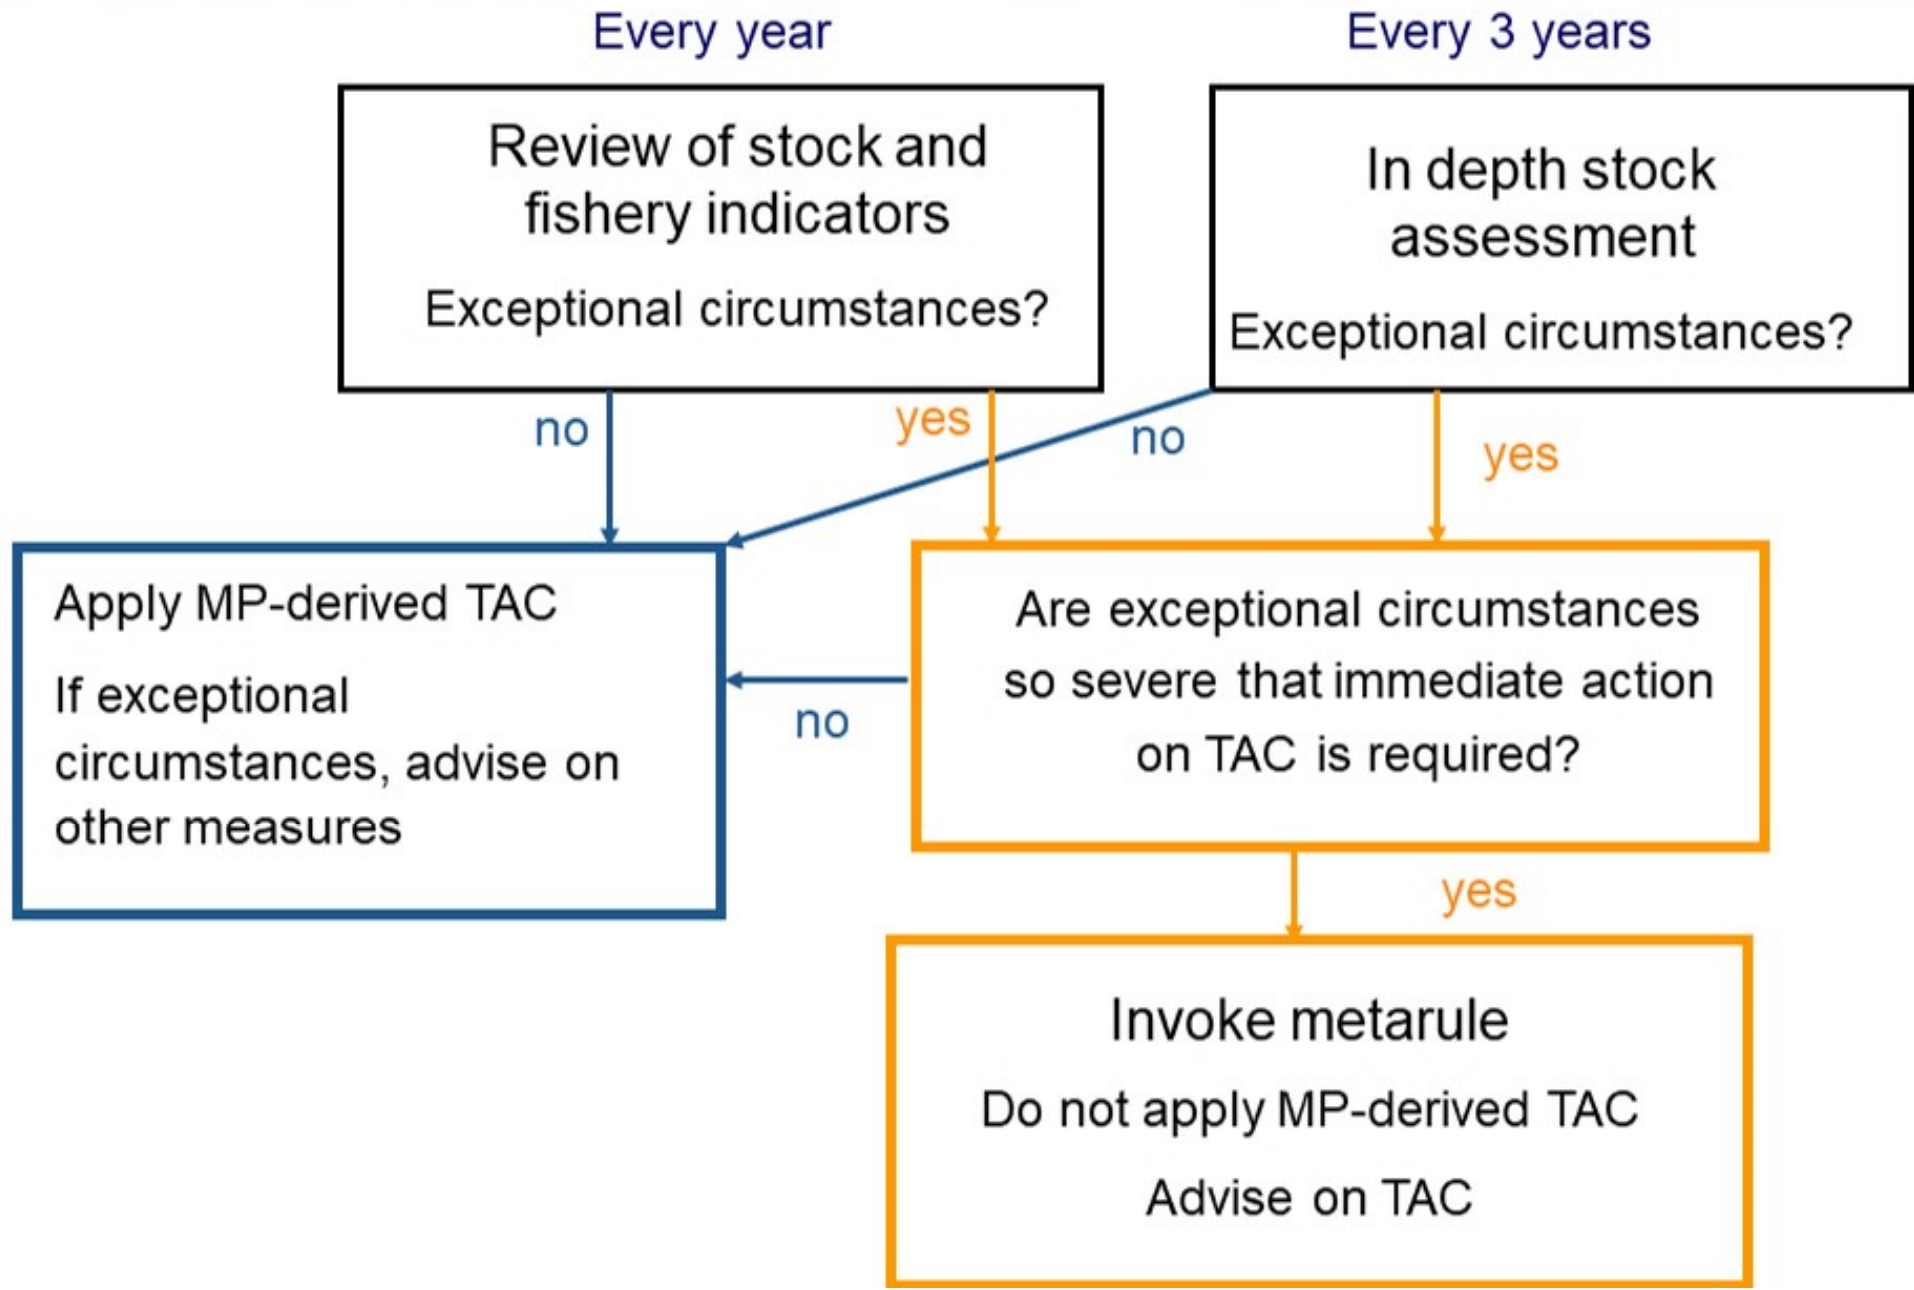 Every year
Every 3 years
Review of stock and
fishery indicators
Exceptional circumstances?
In depth stock
assessment
Exceptional circumstances?
no
yes
no
yes
Apply MP-derived TAC
If exceptional
circumstances, advise on
other measures
no
Are exceptional circumstances
so severe that immediate action
on TAC is required?
yes
Invoke metarule
Do not apply MP-derived TAC
Advise on TAC